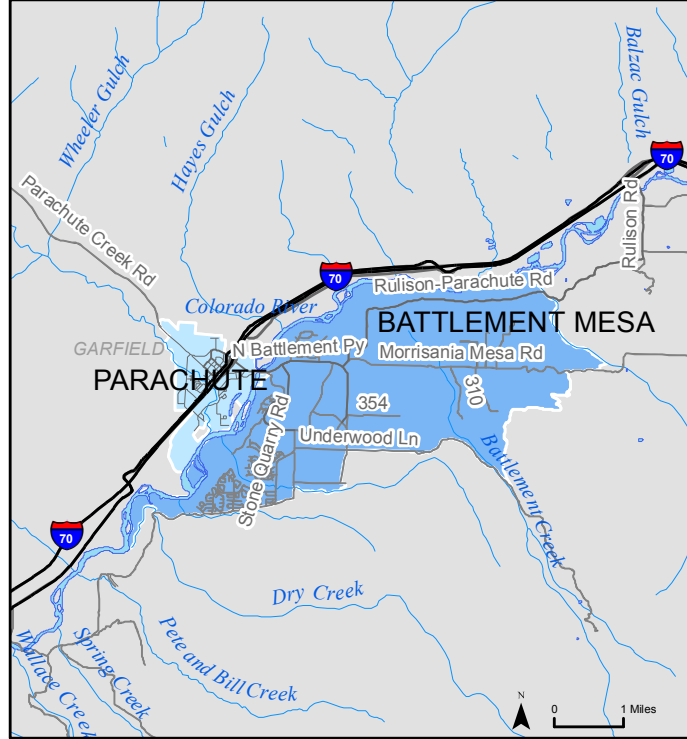 Balzac Gulch
Wheeler Gulch
Hayes Gulch
70
Parachute Creek Rd
Rulison Rd
70
Rulison-Parachute Rd
Colorado River
BATTLEMENT MESA
GARFIELD
N Battlement Py
Morrisania Mesa Rd
PARACHUTE
310
354
Stone Quarry Rd
Underwood Ln
Battlement Creek
70
Dry Creek
Pete and Bill Creek
Spring Creek
Wallace Creek
N
0 1 Miles